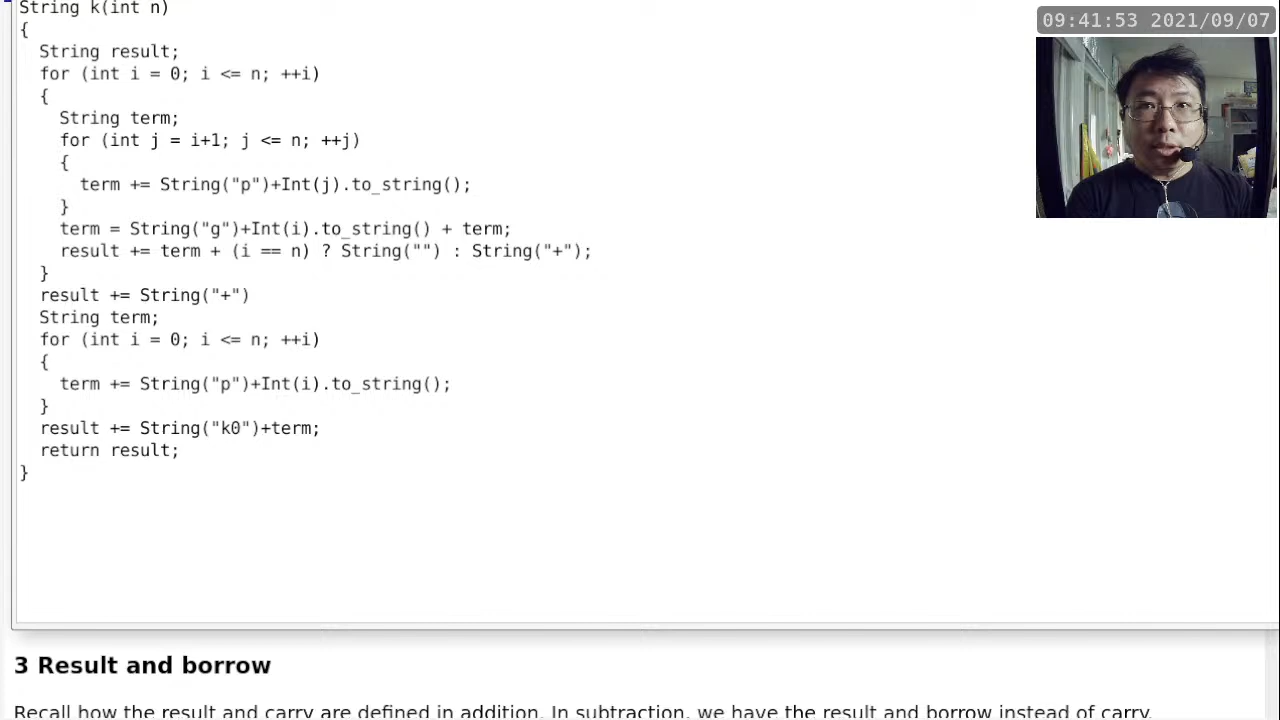 String k(int n)
09:41:53 2021/09/07
{
  String result;
  for (int i = 0; i <= n; ++i)
  {
    String term;
    for (int j = i+1; j <= n; ++j)
    {
      term += String("p")+Int(j).to_string();
    }
    term = String("g")+Int(i).to_string() + term;
    result += term + (i == n) ? String("") : String("+");
  }
  result += String("+")
  String term;
  for (int i = 0; i <= n; ++i)
  {
    term += String("p")+Int(i).to_string();
  }
  result += String("k0")+term;
  return result;
}
3 Result and borrow
Recall how the result and carry are defined in addition. In subtraction, we have the result and borrow instead of carry.